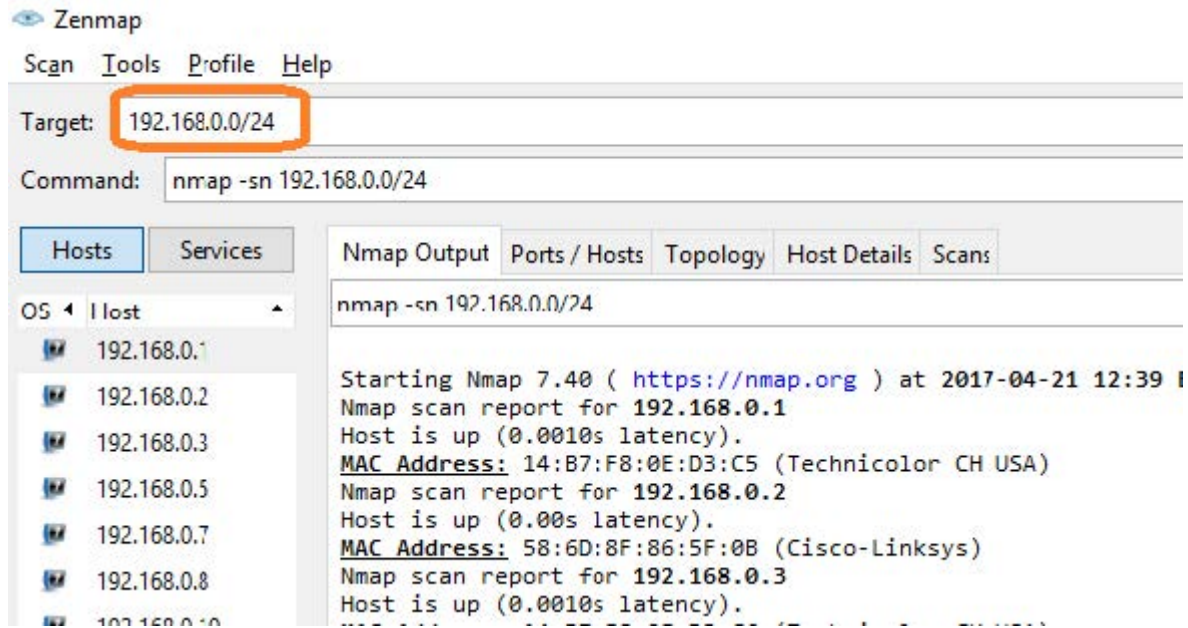 Zenmap
Scan Tools Profile Help
Target: 192.168.0.0/24
Command: nmap -sn 192.168.0.0/24
Hosts Services
Nmap Output Ports / Hosts Topology Host Details Scans
OS Host
nmap -sn 192.168.0.0/24
192.168.0.1
192.168.0.2
192.168.0.3
192.168.0.5
192.168.0.7
192.168.0.8
192.168.0.10
Starting Nmap 7.40 ( https://nmap.org ) at 2017-04-21 12:39 E
Nmap scan report for 192.168.0.1
Host is up (0.0010s latency).
MAC Address: 14:B7:F8:0E:D3:C5 (Technicolor CH USA)
Nmap scan report for 192.168.0.2
Host is up (0.00s latency).
MAC Address: 58:6D:8F:86:5F:0B (Cisco-Linksys)
Nmap scan report for 192.168.0.3
Host is up (0.0010s latency).